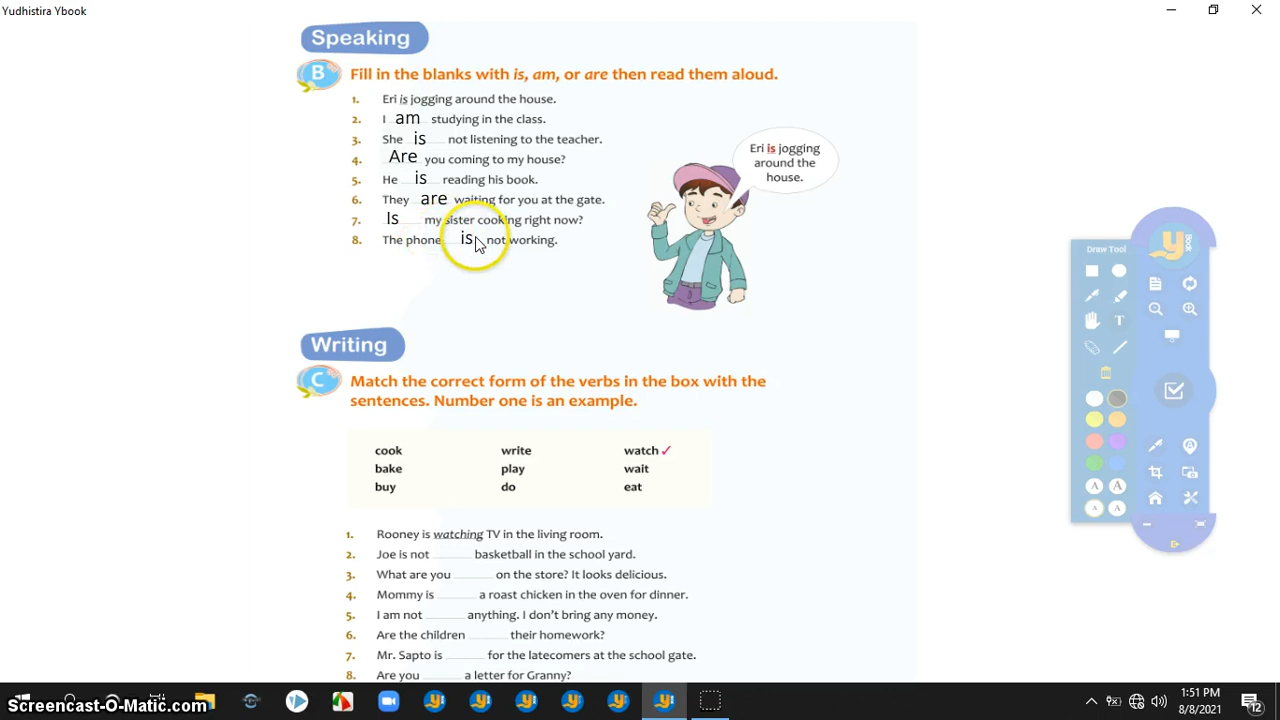 Yudhistira Ybook
Speaking
B Fill in the blanks with is, am, or are then read them aloud.
1. Eri is jogging around the house.
2. I am studying in the class.
3. She is not listening to the teacher.
4. Are you coming to my house?
5. He is reading his book.
6. They are waiting for you at the gate.
7. Is my sister cooking right now?
8. The phone is not working.
Eri is jogging
around the
house.
Writing
C Match the correct form of the verbs in the box with the
sentences. Number one is an example.
cook write watch ✓
bake play wait
buy do eat
1. Rooney is watching TV in the living room.
2. Joe is not ........ basketball in the school yard.
3. What are you ........ on the store? It looks delicious.
4. Mommy is ........ a roast chicken in the oven for dinner.
5. I am not ........ anything. I don't bring any money.
6. Are the children ........ their homework?
7. Mr. Sapto is ........ for the latecomers at the school gate.
8. Are you ........ a letter for Granny?
Draw Tool
T
A A
A A
y
Book
Screencast-O-Matic.com
1:51 PM
8/8/2021
12